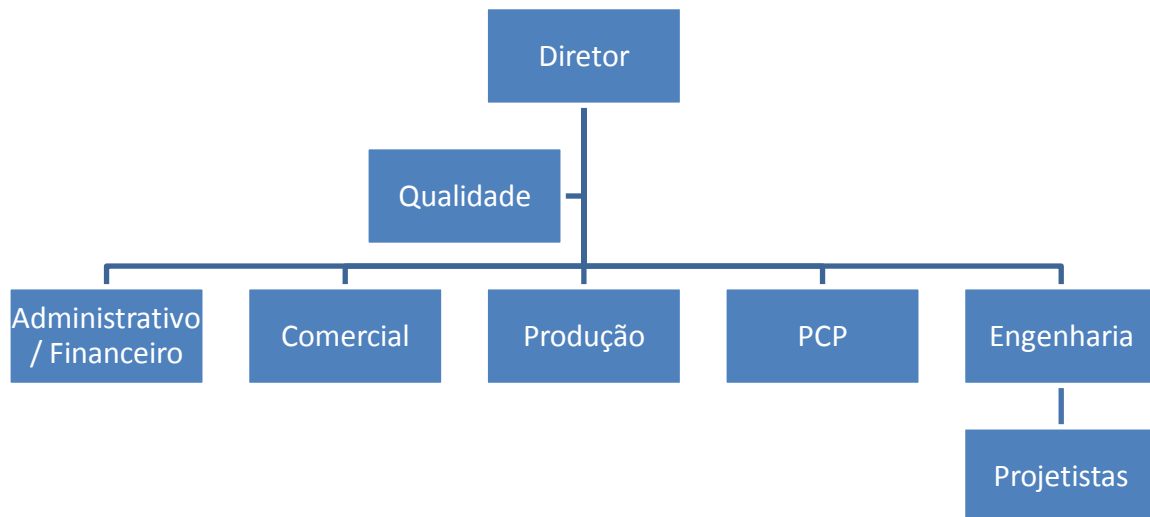 Diretor
Qualidade
Administrativo
/ Financeiro
Comercial
Produção
PCP
Engenharia
Projetistas